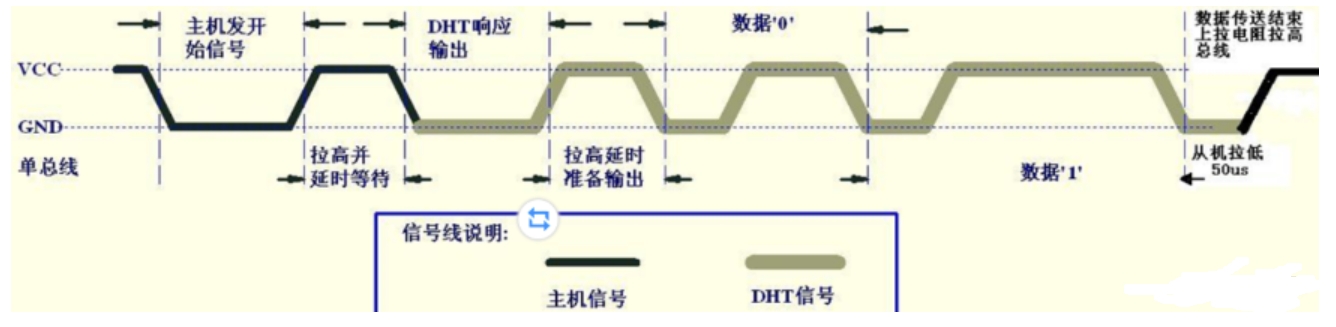 主机发开
始信号
DHT响应
输出
数据'0'
数据传送结束
上拉电阻拉高
总线
VCC
GND
单总线
拉高并
延时等待
拉高延时
准备输出
数据'1'
从机拉低
50us
信号线说明:
主机信号
DHT信号